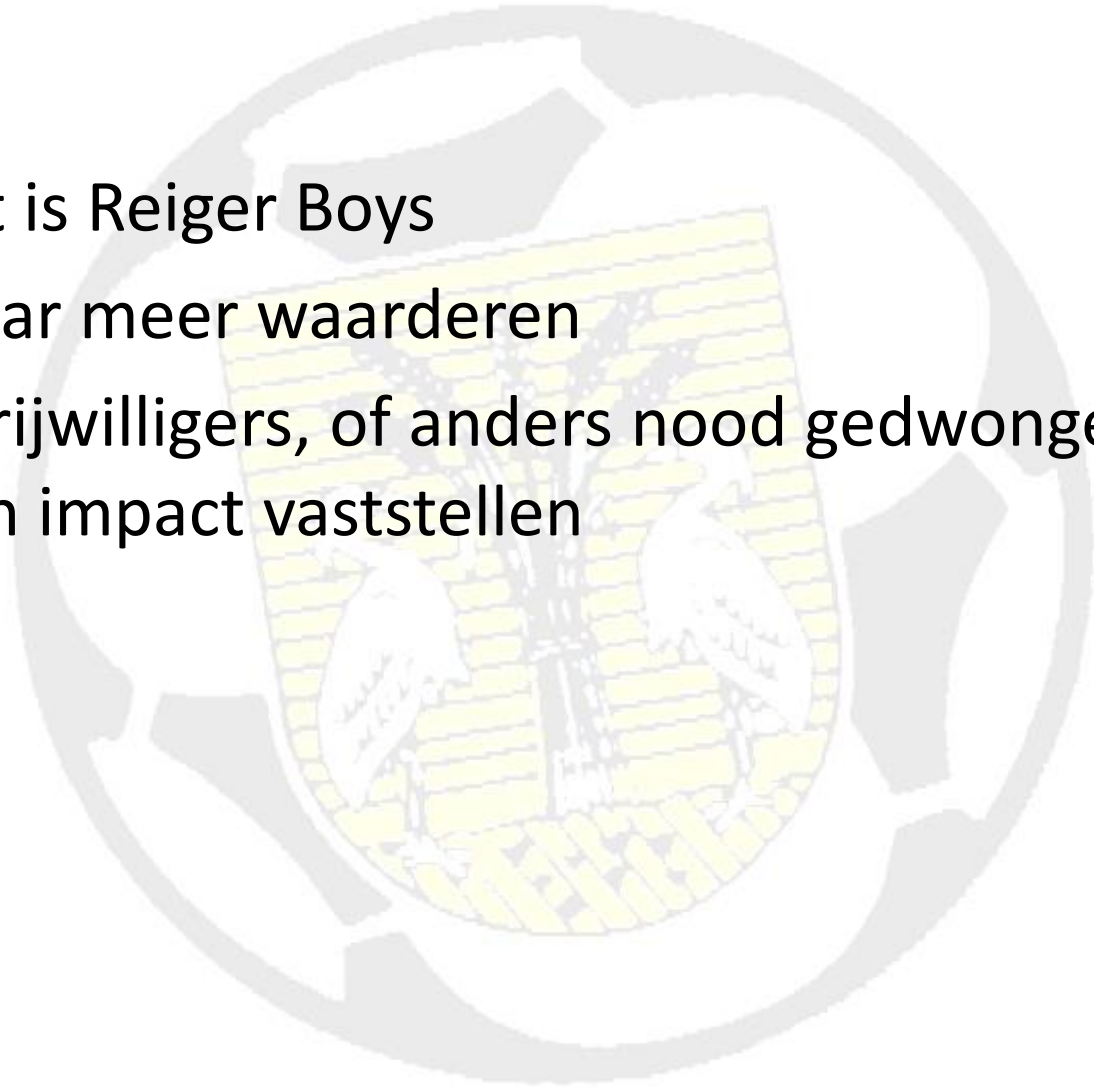 t is Reiger Boys
ar meer waarderen
rijwilligers, of anders nood gedwonge
n impact vaststellen